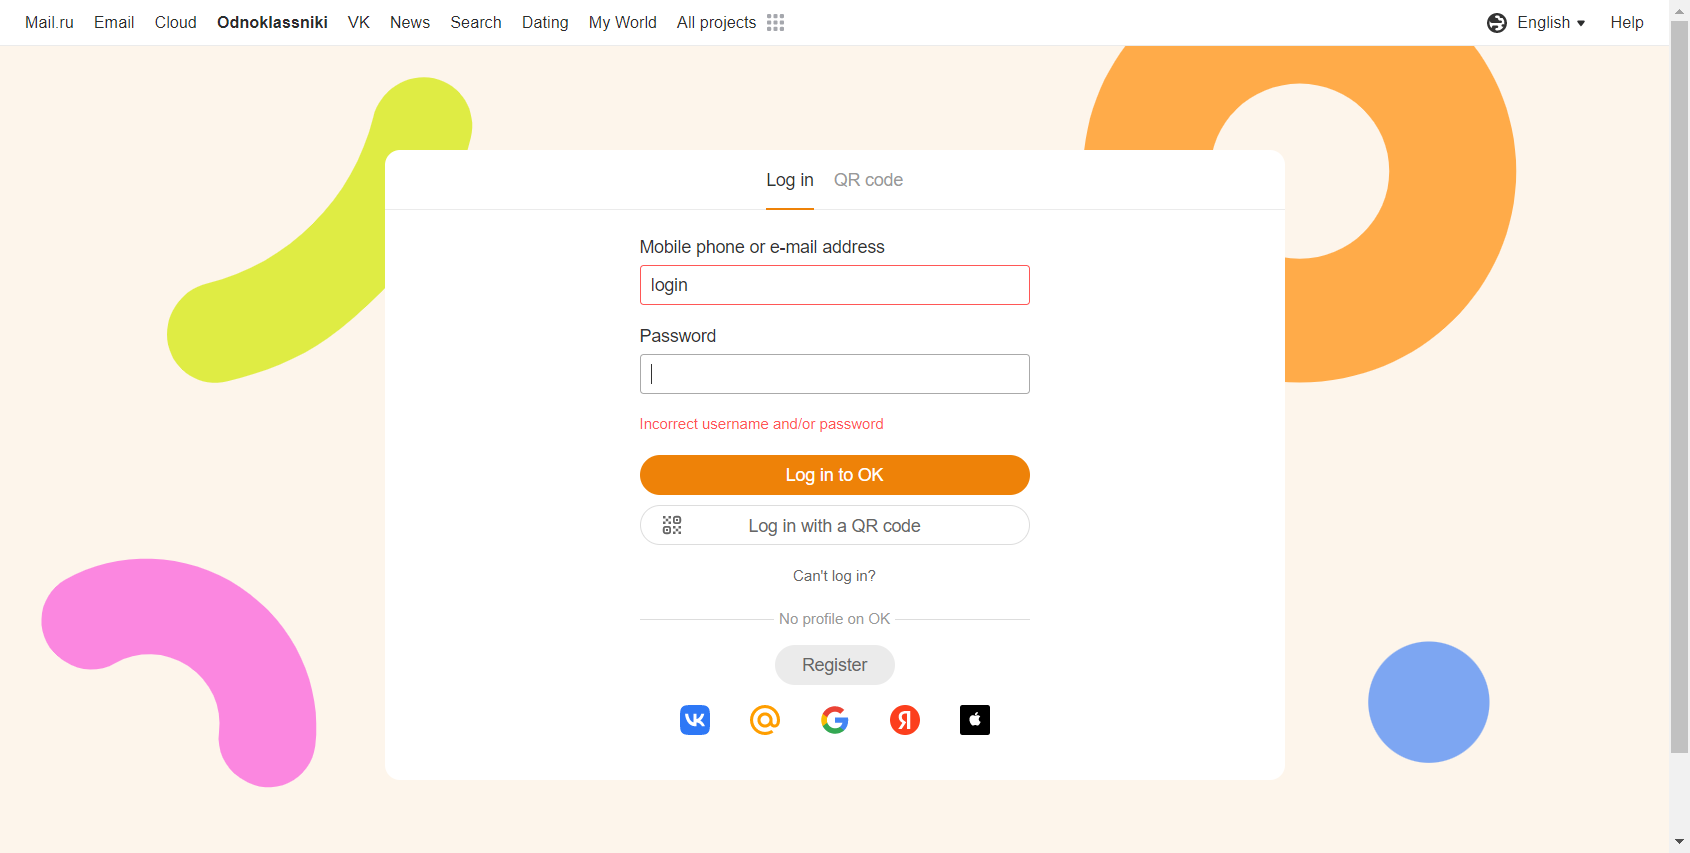 Mail.ru Email Cloud Odnoklassniki VK News Search Dating My World All projects English Help
Log in QR code
Mobile phone or e-mail address
login
Password
Incorrect username and/or password
Log in to OK
Log in with a QR code
Can't log in?
No profile on OK
Register